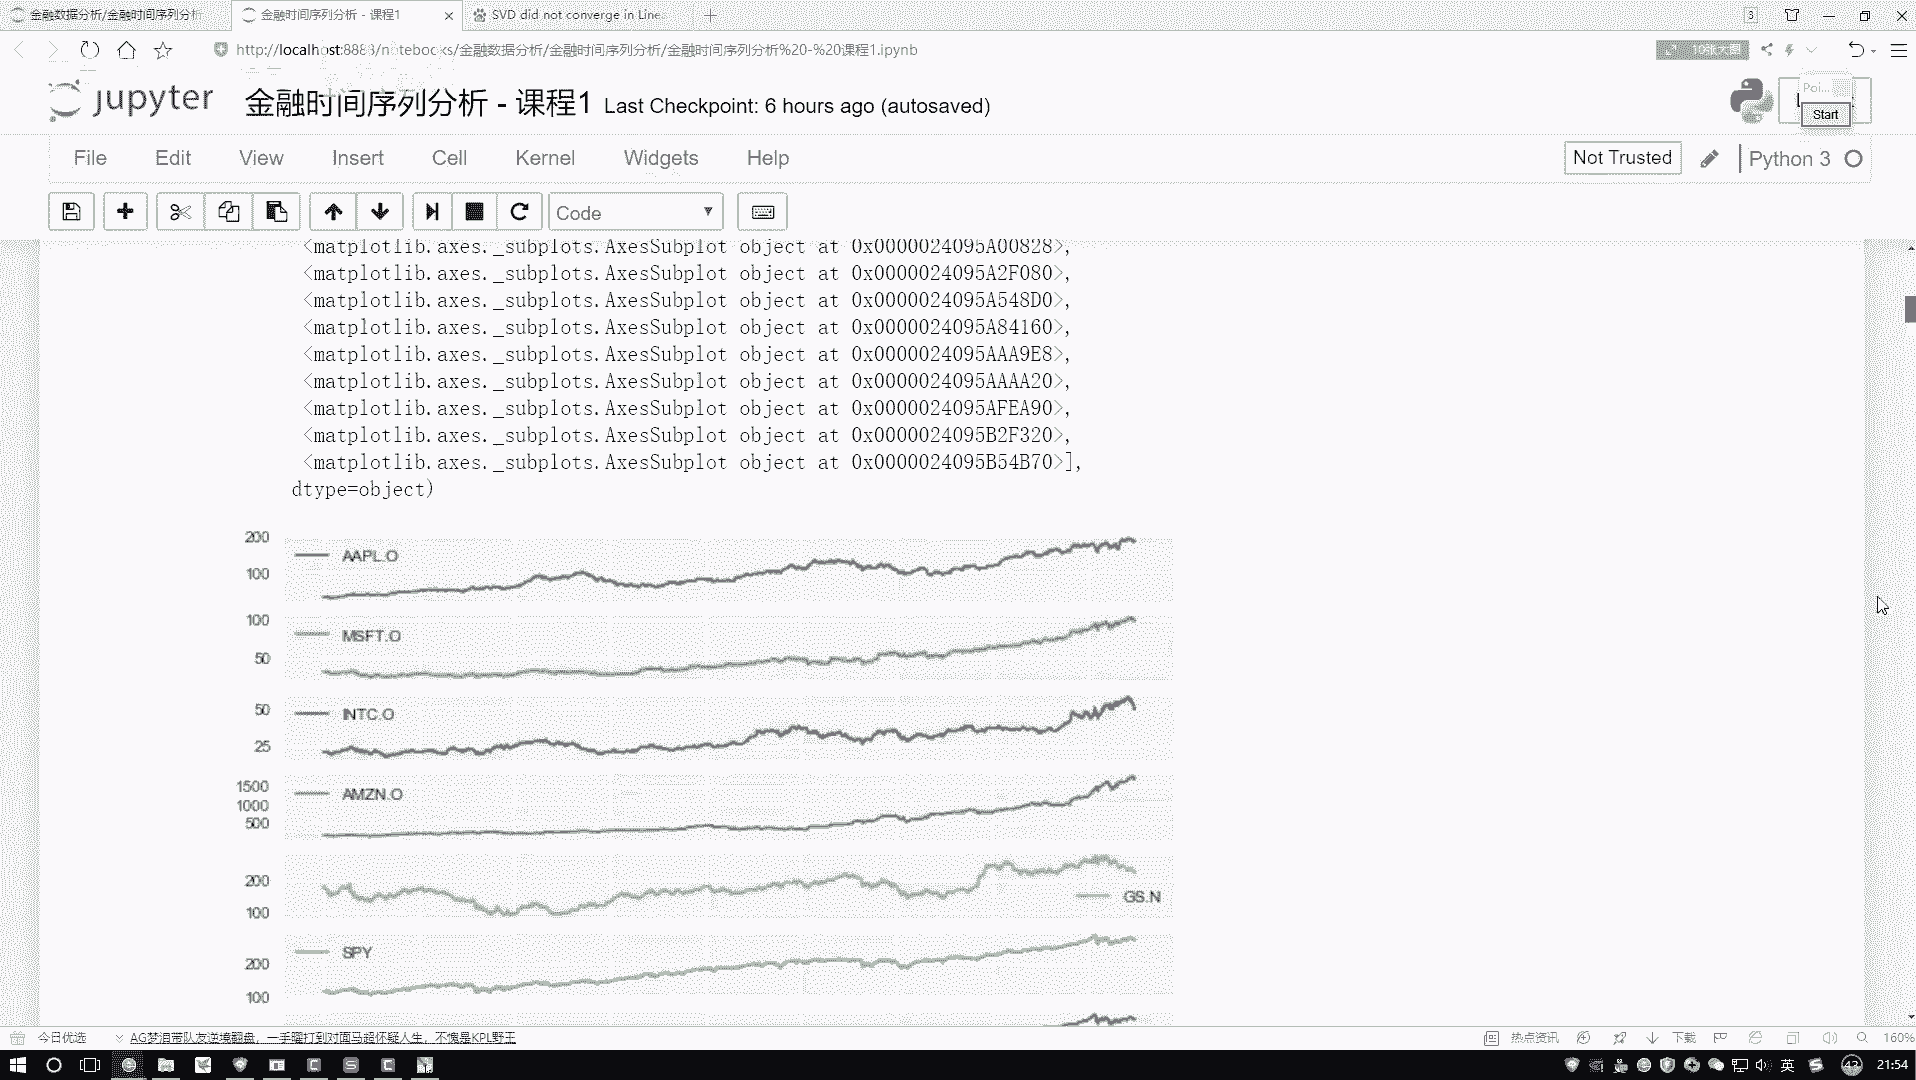 金融数据分析/金融时间序列分析
金融时间序列分析 - 课程1
SVD did not converge in Line
3
http://localhost:8888/notebooks/金融数据分析/金融时间序列分析/金融时间序列分析%20-%20课程1.ipynb
10张大图
jupyter
金融时间序列分析 - 课程1 Last Checkpoint: 6 hours ago (autosaved)
Poi...
Start
File Edit View Insert Cell Kernel Widgets Help
Not Trusted
Python 3
Code
<matplotlib.axes._subplots.AxesSubplot object at 0x0000024095A00828>,
<matplotlib.axes._subplots.AxesSubplot object at 0x0000024095A2F080>,
<matplotlib.axes._subplots.AxesSubplot object at 0x0000024095A548D0>,
<matplotlib.axes._subplots.AxesSubplot object at 0x0000024095A84160>,
<matplotlib.axes._subplots.AxesSubplot object at 0x0000024095AAA9E8>,
<matplotlib.axes._subplots.AxesSubplot object at 0x0000024095AAAA20>,
<matplotlib.axes._subplots.AxesSubplot object at 0x0000024095AFEA90>,
<matplotlib.axes._subplots.AxesSubplot object at 0x0000024095B2F320>,
<matplotlib.axes._subplots.AxesSubplot object at 0x0000024095B54B70>],
dtype=object)
200
100
AAPL.O
100
50
MSFT.O
50
25
INTC.O
1500
1000
500
AMZN.O
200
100
GS.N
200
100
SPY
今日优选
AG梦泪带队友逆境翻盘，一手曜打到对面马超怀疑人生，不愧是KPL野王
热点资讯
下载
160%
英
43
21:54